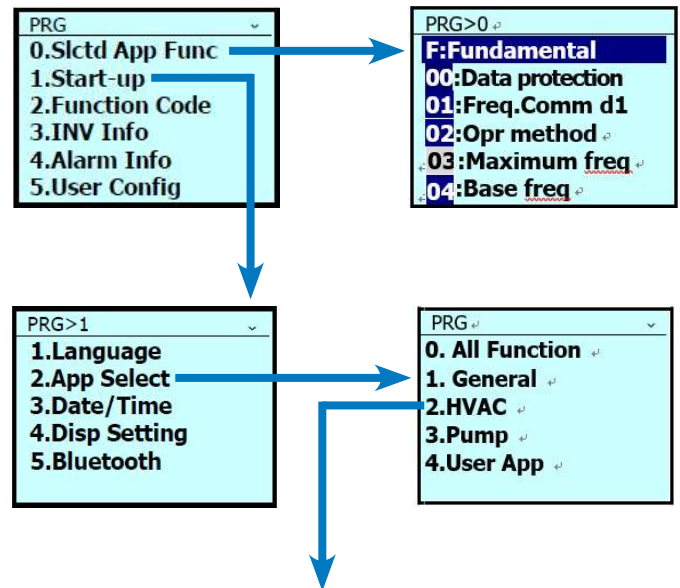 PRG
0.Slctd App Func
1.Start-up
2.Function Code
3.INV Info
4.Alarm Info
5.User Config
PRG>0
F:Fundamental
00:Data protection
01:Freq.Comm d1
02:Opr method
03:Maximum freq
04:Base freq
PRG>1
1.Language
2.App Select
3.Date/Time
4.Disp Setting
5.Bluetooth
PRG
0. All Function
1. General
2.HVAC
3.Pump
4.User App